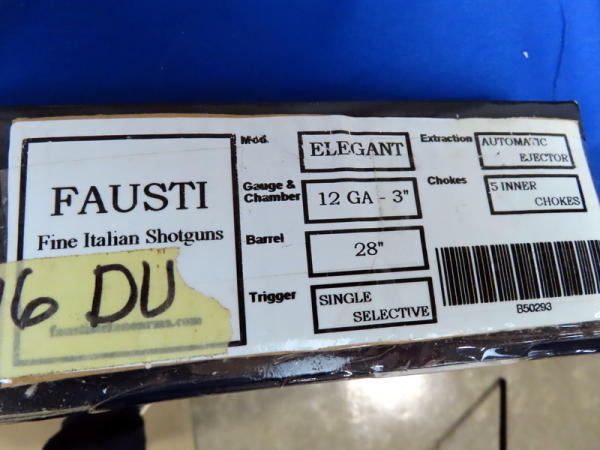 FAUSTI
Fine Italian Shotguns
6 DU
Mod.
ELEGANT
Gauge &
Chamber
12 GA - 3"
Barrel
28"
Trigger
SINGLE
SELECTIVE
Extraction
AUTOMATIC
EJECTOR
Chokes
5 INNER
CHOKES
B50293